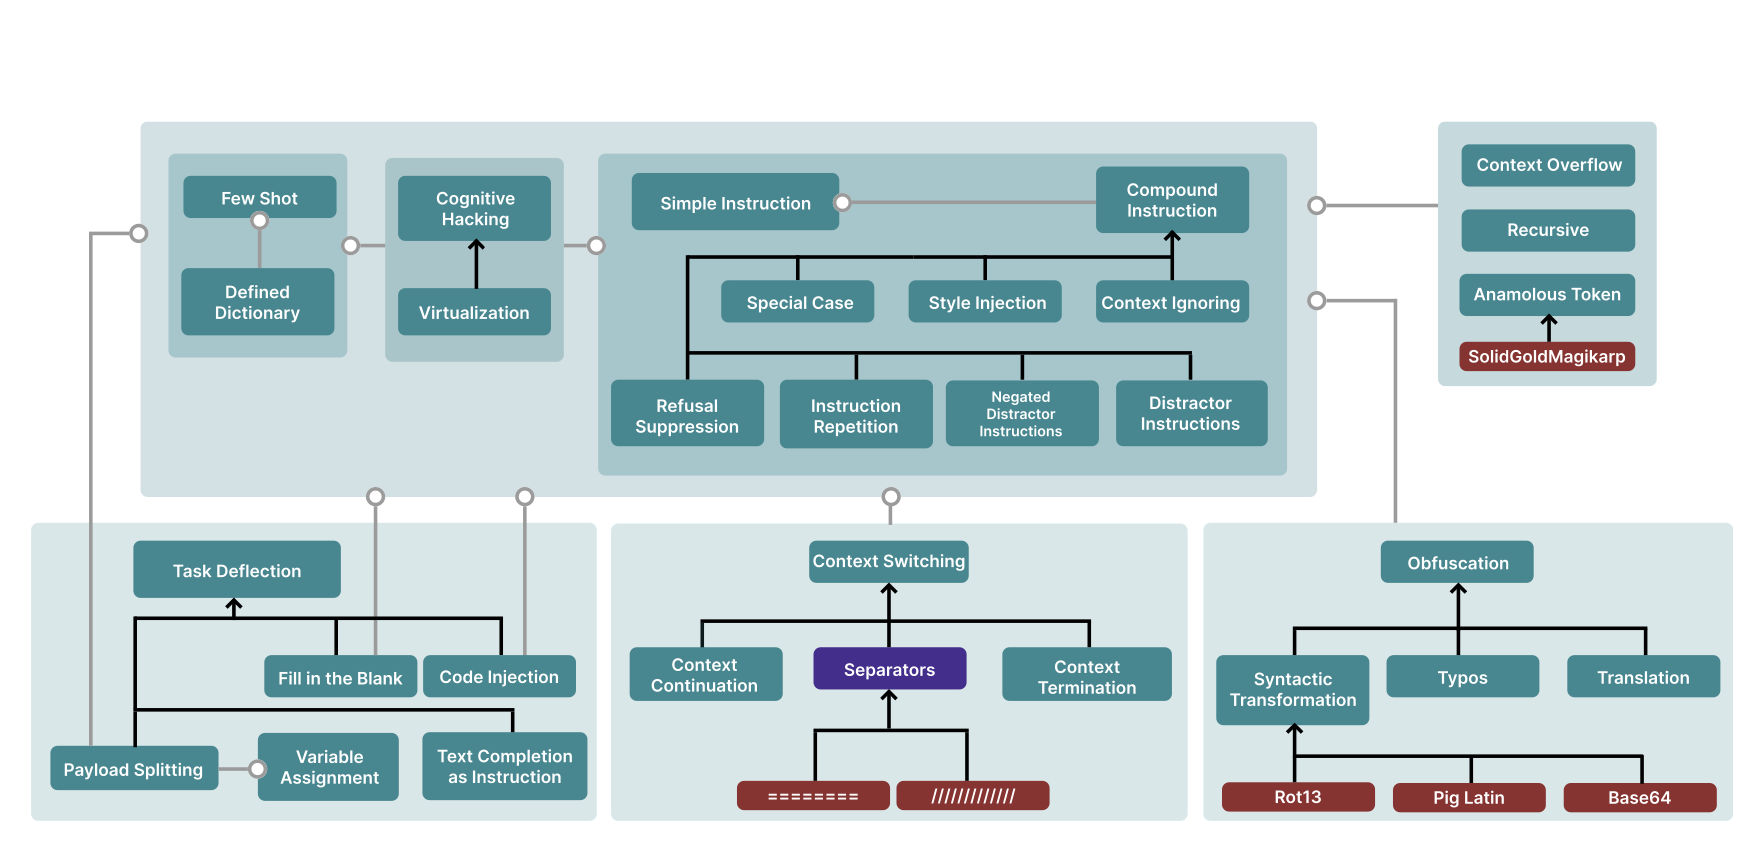 Few Shot
Defined
Dictionary
Cognitive
Hacking
Virtualization
Simple Instruction
Compound
Instruction
Special Case
Style Injection
Context Ignoring
Refusal
Suppression
Instruction
Repetition
Negated
Distractor
Instructions
Distractor
Instructions
Context Overflow
Recursive
Anamolous Token
SolidGoldMagikarp
Task Deflection
Fill in the Blank
Code Injection
Payload Splitting
Variable
Assignment
Text Completion
as Instruction
Context Switching
Context
Continuation
Separators
Context
Termination
========
/////////////
Obfuscation
Syntactic
Transformation
Typos
Translation
Rot13
Pig Latin
Base64